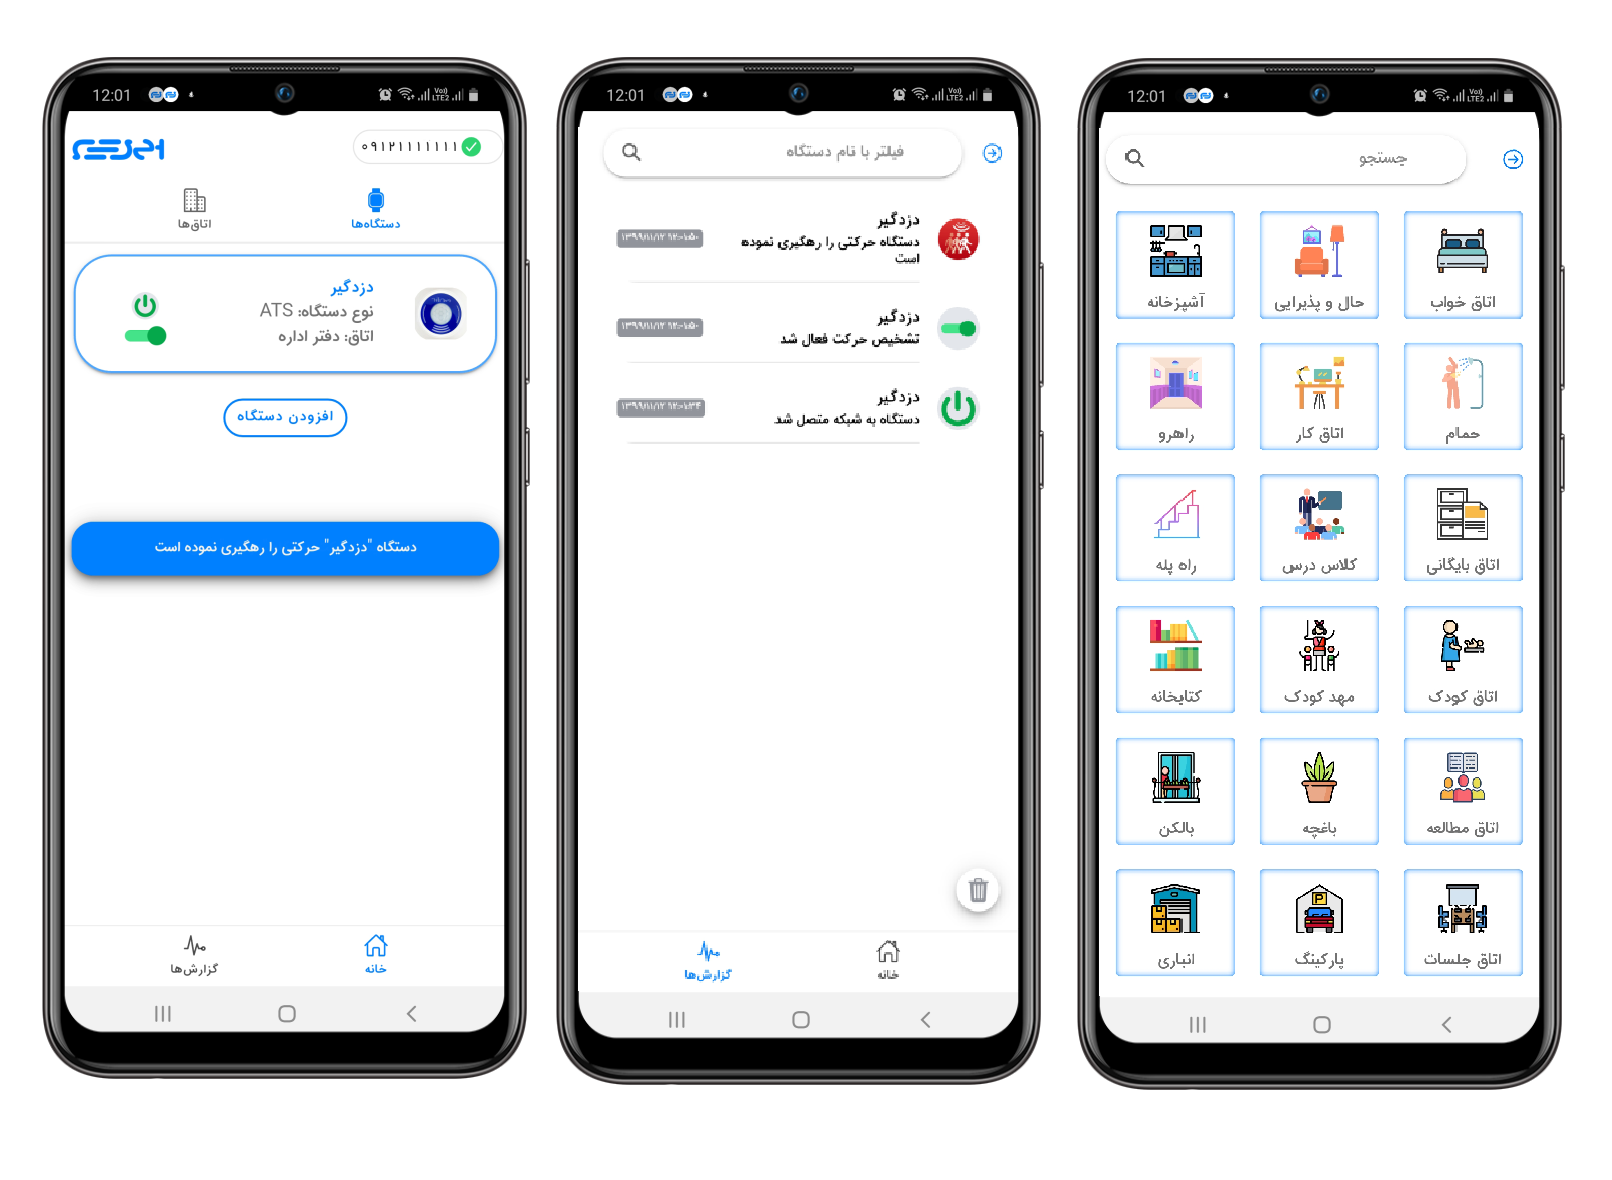 12:01
۰۹۱۲۱۱۱۱۱۱۱
دستگاه‌ها
اتاق‌ها
دزدگیر
نوع دستگاه: ATS
اتاق: دفتر اداره
افزودن دستگاه
دستگاه "دزدگیر" حرکتی را رهگیری نموده است
خانه
گزارش‌ها
12:01
فیلتر با نام دستگاه
دزدگیر
دستگاه حرکتی را رهگیری نموده
است
دزدگیر
تشخیص حرکت فعال شد
دزدگیر
دستگاه به شبکه متصل شد
خانه
گزارش‌ها
12:01
جستجو
اتاق خواب
حال و پذیرایی
آشپزخانه
حمام
اتاق کار
راهرو
اتاق بایگانی
کلاس درس
راه پله
اتاق کودک
مهد کودک
کتابخانه
اتاق مطالعه
باغچه
بالکن
اتاق جلسات
پارکینگ
انباری